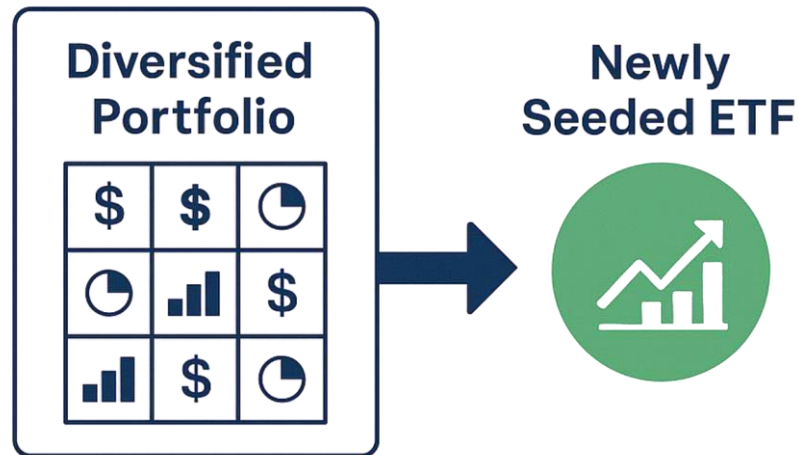 Diversified
Portfolio
$ $
$
$
Newly
Seeded ETF